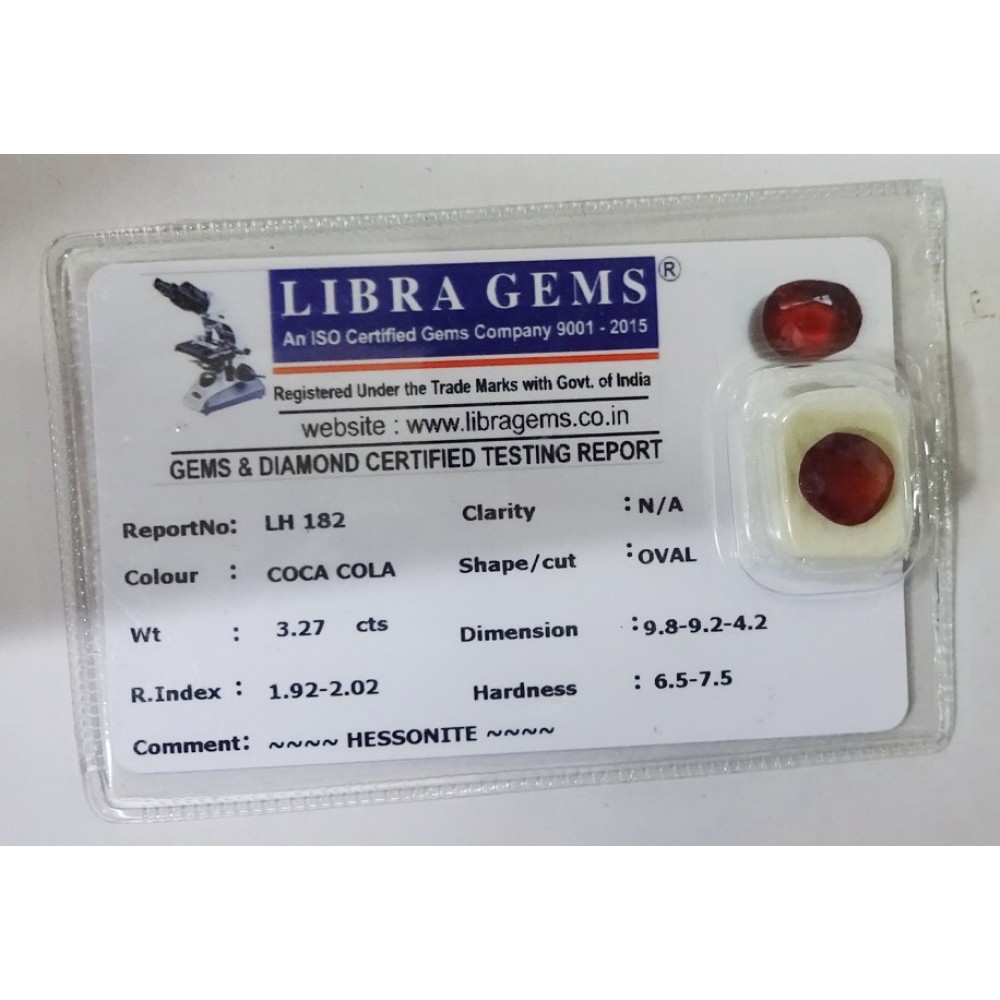 LIBRA GEMS ®
An ISO Certified Gems Company 9001 - 2015
Registered Under the Trade Marks with Govt. of India
website : www.libragems.co.in
GEMS & DIAMOND CERTIFIED TESTING REPORT
ReportNo: LH 182 Clarity : N/A
Colour : COCA COLA Shape/cut : OVAL
Wt : 3.27 cts Dimension : 9.8-9.2-4.2
R.Index : 1.92-2.02 Hardness : 6.5-7.5
Comment: ~~~~ HESSONITE ~~~~